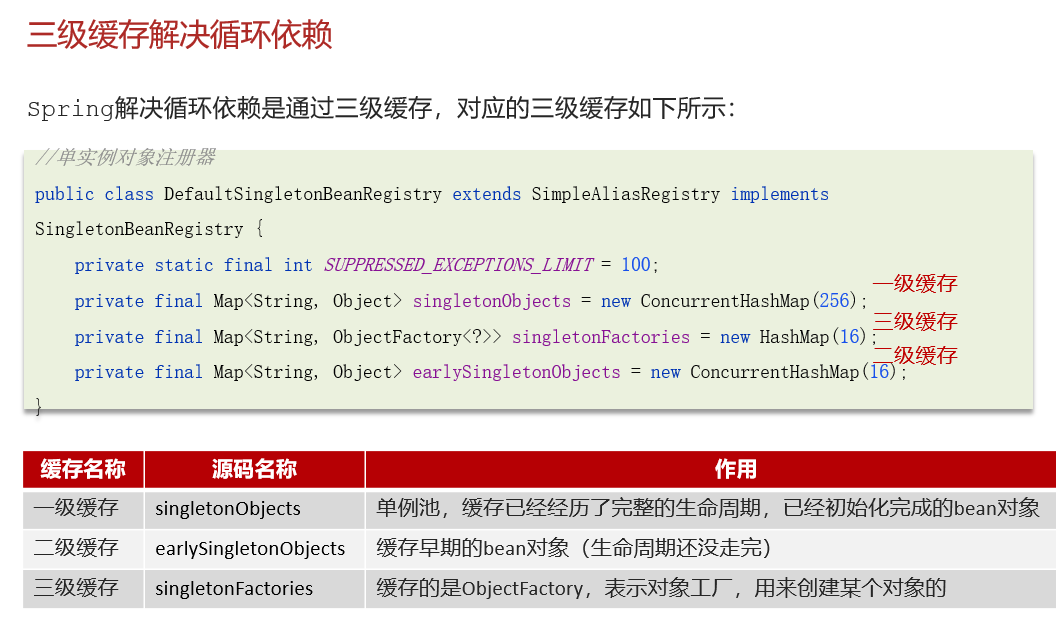 三级缓存解决循环依赖
Spring解决循环依赖是通过三级缓存，对应的三级缓存如下所示：
//单实例对象注册器
public class DefaultSingletonBeanRegistry extends SimpleAliasRegistry implements
SingletonBeanRegistry {
private static final int SUPPRESSED_EXCEPTIONS_LIMIT = 100;
private final Map<String, Object> singletonObjects = new ConcurrentHashMap(256); 一级缓存
private final Map<String, ObjectFactory<?>> singletonFactories = new HashMap(16); 三级缓存
private final Map<String, Object> earlySingletonObjects = new ConcurrentHashMap(16); 二级缓存
}
缓存名称 源码名称 作用
一级缓存 singletonObjects 单例池，缓存已经经历了完整的生命周期，已经初始化完成的bean对象
二级缓存 earlySingletonObjects 缓存早期的bean对象（生命周期还没走完）
三级缓存 singletonFactories 缓存的是ObjectFactory，表示对象工厂，用来创建某个对象的